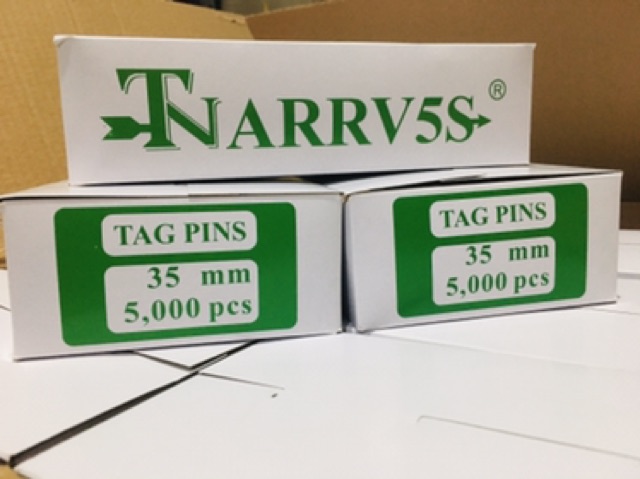 TNARRV5S®
TAG PINS
35 mm
5,000 pcs
TAG PINS
35 mm
5,000 pcs